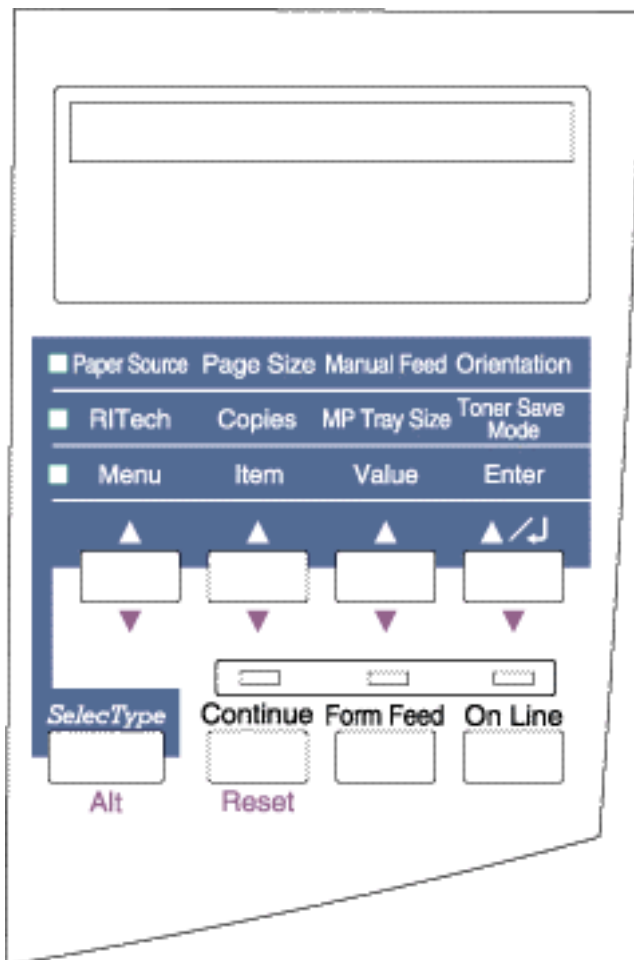 Paper Source Page Size Manual Feed Orientation
RITech Copies MP Tray Size Toner Save Mode
Menu Item Value Enter
SelecType Continue Form Feed On Line
Alt Reset